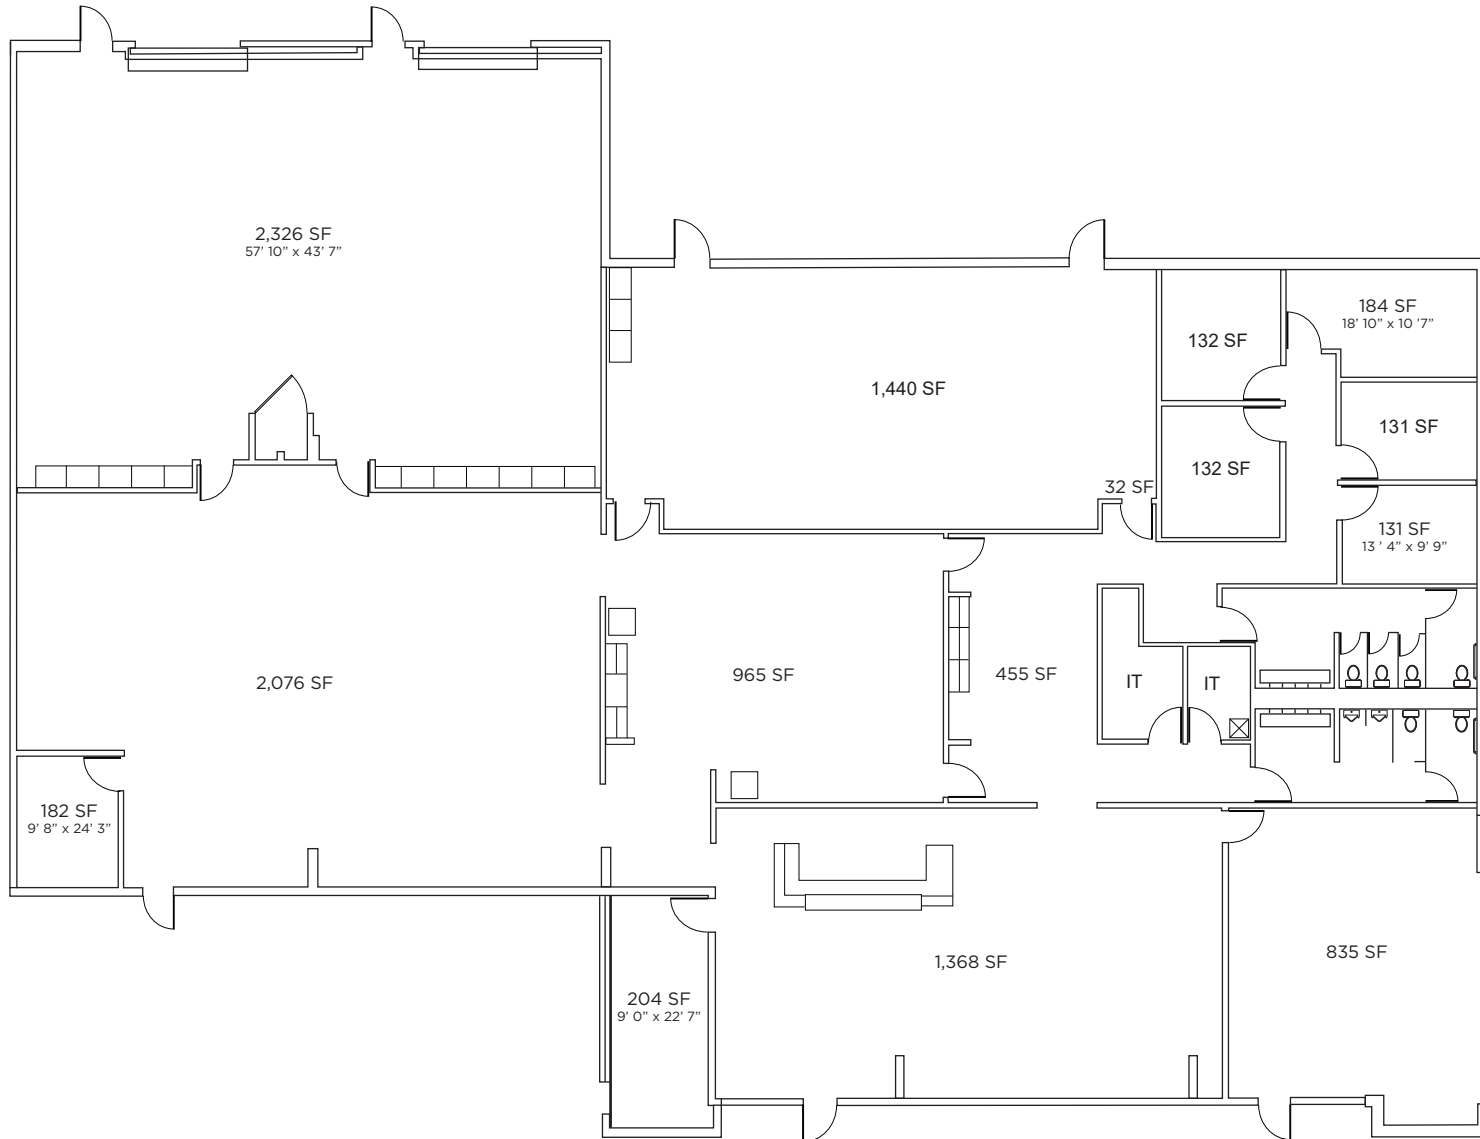 2,326 SF
57' 10” x 43' 7”
184 SF
18' 10” x 10 '7”
132 SF
1,440 SF
131 SF
132 SF
32 SF
131 SF
13 ' 4” x 9' 9”
2,076 SF
965 SF
455 SF
IT
IT
182 SF
9' 8” x 24' 3”
1,368 SF
835 SF
204 SF
9' 0” x 22' 7”